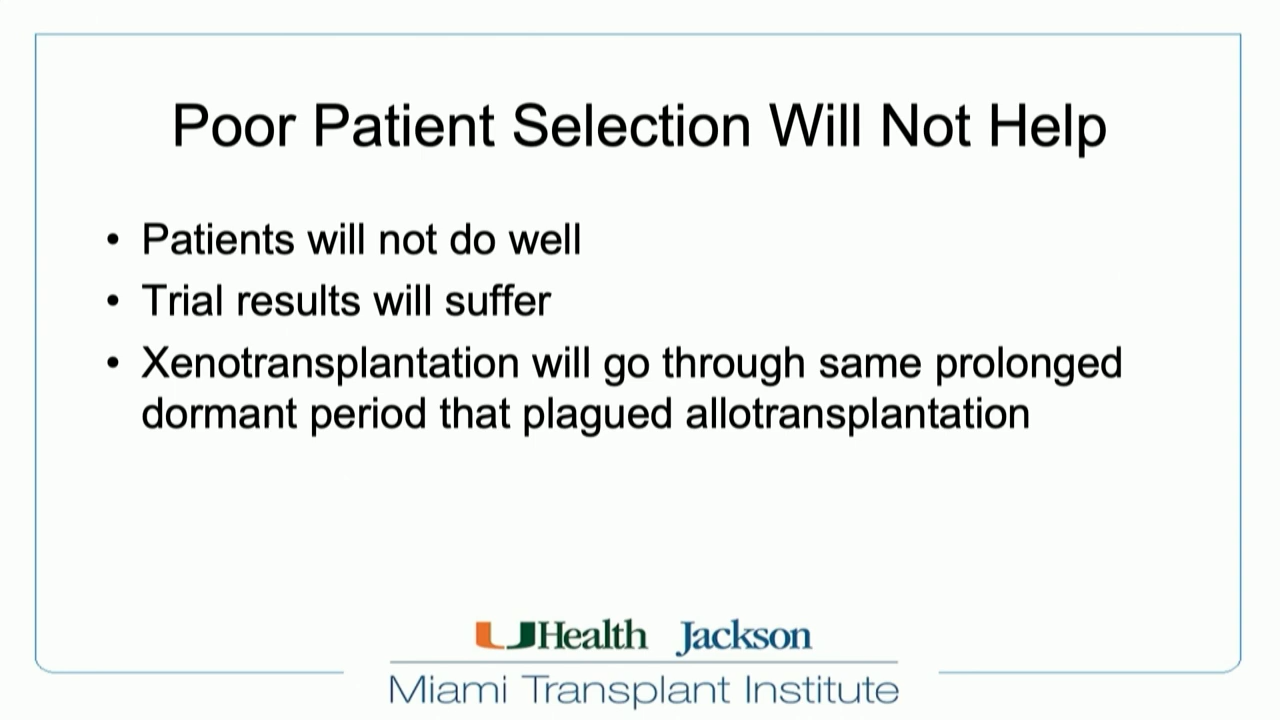 Poor Patient Selection Will Not Help
• Patients will not do well
• Trial results will suffer
• Xenotransplantation will go through same prolonged
dormant period that plagued allotransplantation
UHealth Jackson
Miami Transplant Institute